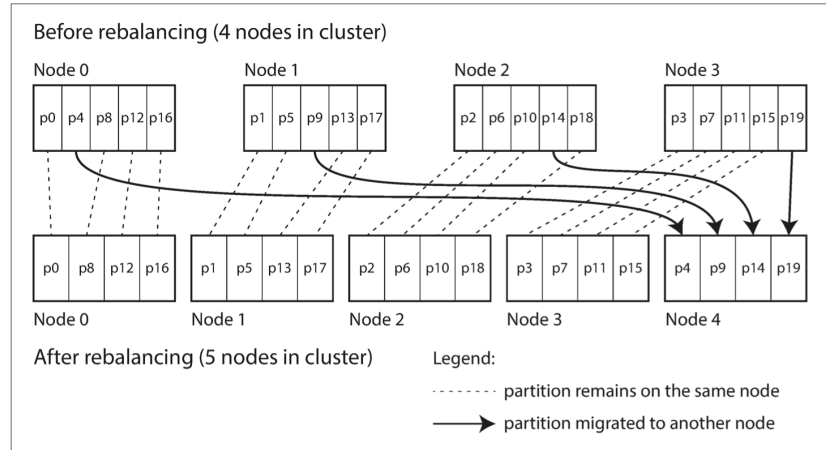 Before rebalancing (4 nodes in cluster)
Node 0 Node 1 Node 2 Node 3
p0 p4 p8 p12 p16 p1 p5 p9 p13 p17 p2 p6 p10 p14 p18 p3 p7 p11 p15 p19
p0 p8 p12 p16 p1 p5 p13 p17 p2 p6 p10 p18 p3 p7 p11 p15 p4 p9 p14 p19
Node 0 Node 1 Node 2 Node 3 Node 4
After rebalancing (5 nodes in cluster)
Legend:
partition remains on the same node
partition migrated to another node